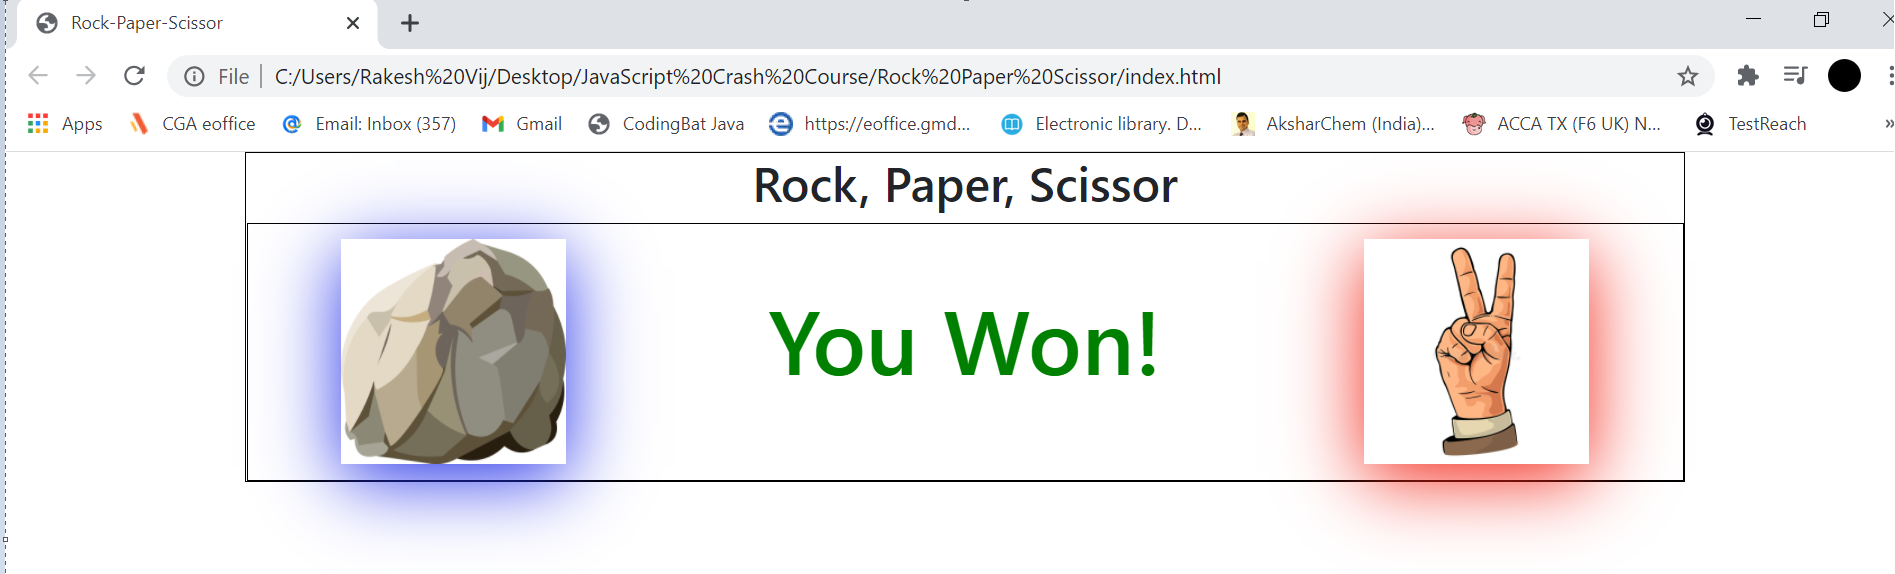 Rock-Paper-Scissor
File | C:/Users/Rakesh%20Vij/Desktop/JavaScript%20Crash%20Course/Rock%20Paper%20Scissor/index.html
Apps CGA eoffice Email: Inbox (357) Gmail CodingBat Java https://eoffice.gmd... Electronic library. D... AksharChem (India)... ACCA TX (F6 UK) N... TestReach »
Rock, Paper, Scissor
You Won!